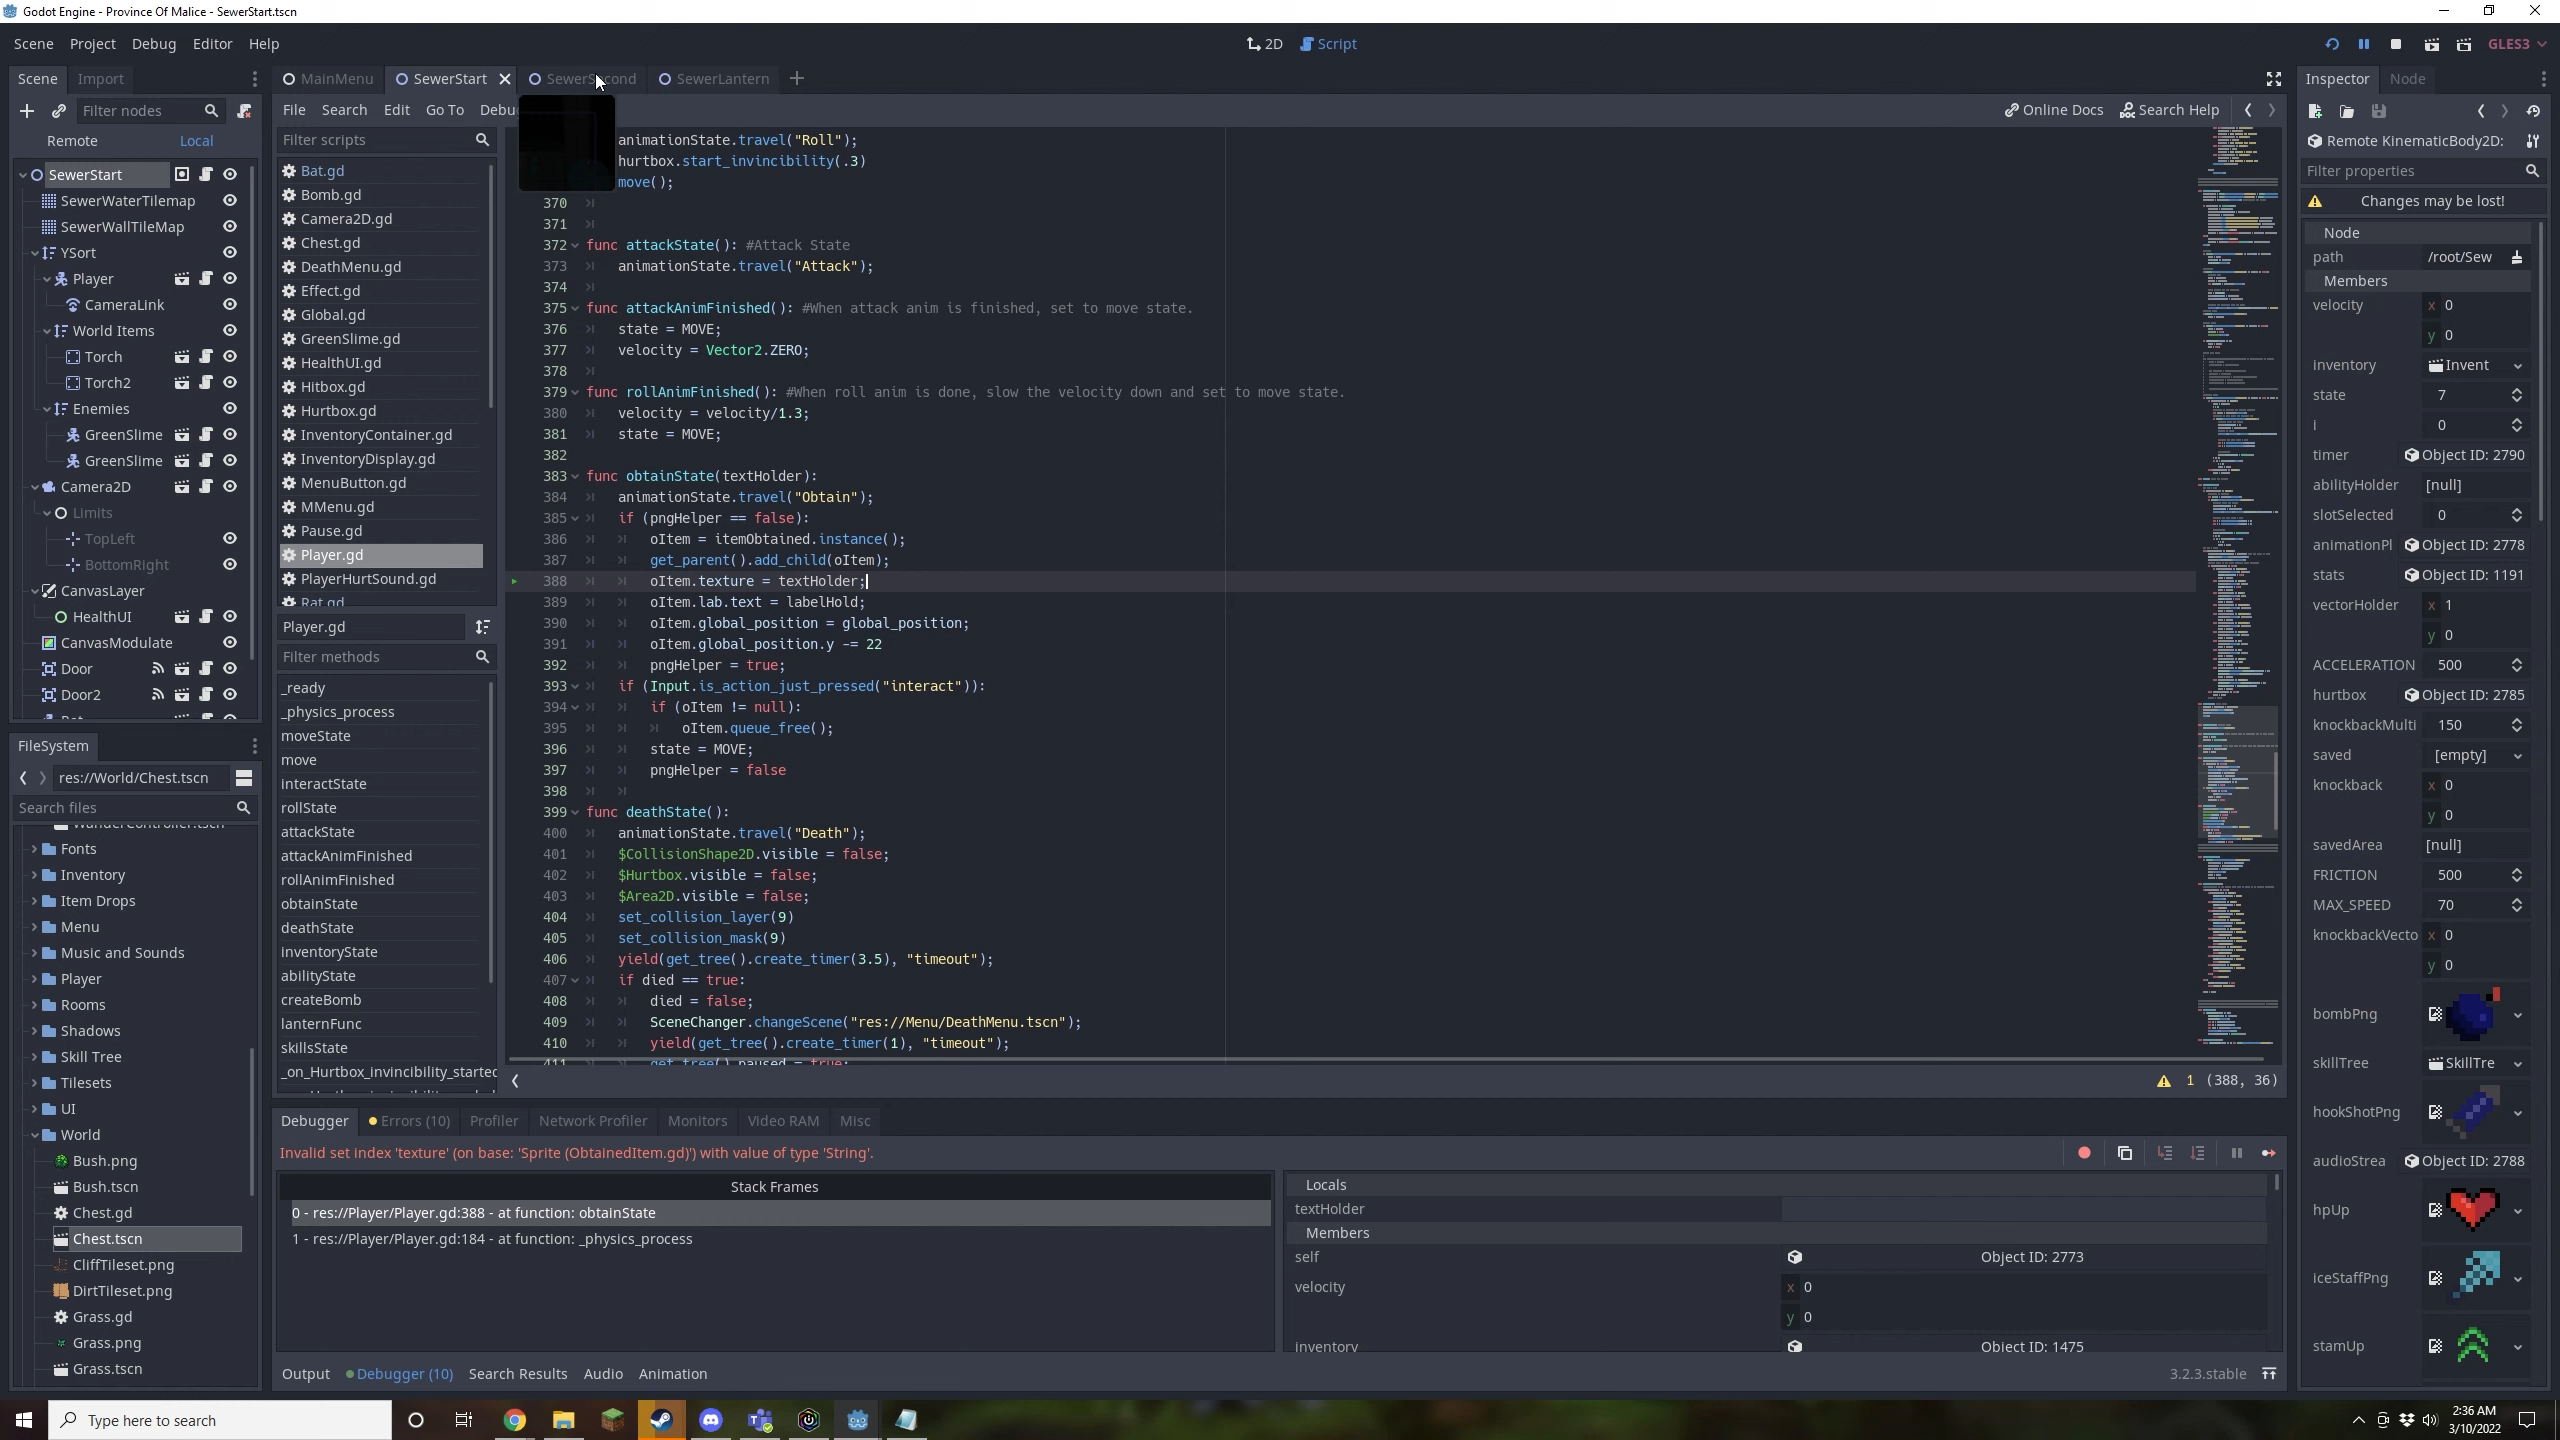 Godot Engine - Province Of Malice - SewerStart.tscn
Scene Project Debug Editor Help
2D Script
GLES3
Scene Import
MainMenu SewerStart SewerSecond SewerLantern
Inspector Node
Filter nodes
File Search Edit Go To Debu
Online Docs Search Help
Remote Local
Filter scripts
Remote KinematicBody2D:
Filter properties
Changes may be lost!
SewerStart
SewerWaterTilemap
SewerWallTileMap
YSort
Player
CameraLink
World Items
Torch
Torch2
Enemies
GreenSlime
GreenSlime
Camera2D
Limits
TopLeft
BottomRight
CanvasLayer
HealthUI
CanvasModulate
Door
Door2
FileSystem
res://World/Chest.tscn
Search files
Fonts
Inventory
Item Drops
Menu
Music and Sounds
Player
Rooms
Shadows
Skill Tree
Tilesets
UI
World
Bush.png
Bush.tscn
Chest.gd
Chest.tscn
CliffTileset.png
DirtTileset.png
Grass.gd
Grass.png
Grass.tscn
Bat.gd
Bomb.gd
Camera2D.gd
Chest.gd
DeathMenu.gd
Effect.gd
Global.gd
GreenSlime.gd
HealthUI.gd
Hitbox.gd
Hurtbox.gd
InventoryContainer.gd
InventoryDisplay.gd
MenuButton.gd
MMenu.gd
Pause.gd
Player.gd
PlayerHurtSound.gd
Rat.gd
Player.gd
Filter methods
_ready
_physics_process
moveState
move
interactState
rollState
attackState
attackAnimFinished
rollAnimFinished
obtainState
deathState
inventoryState
abilityState
createBomb
lanternFunc
skillsState
_on_Hurtbox_invincibility_started
animationState.travel("Roll");
hurtbox.start_invincibility(.3)
move();
370
371
372 func attackState(): #Attack State
373 animationState.travel("Attack");
374
375 func attackAnimFinished(): #When attack anim is finished, set to move state.
376 state = MOVE;
377 velocity = Vector2.ZERO;
378
379 func rollAnimFinished(): #When roll anim is done, slow the velocity down and set to move state.
380 velocity = velocity/1.3;
381 state = MOVE;
382
383 func obtainState(textHolder):
384 animationState.travel("Obtain");
385 if (pngHelper == false):
386 oItem = itemObtained.instance();
387 get_parent().add_child(oItem);
388 oItem.texture = textHolder;
389 oItem.lab.text = labelHold;
390 oItem.global_position = global_position;
391 oItem.global_position.y -= 22
392 pngHelper = true;
393 if (Input.is_action_just_pressed("interact")):
394 if (oItem != null):
395 oItem.queue_free();
396 state = MOVE;
397 pngHelper = false
398
399 func deathState():
400 animationState.travel("Death");
401 $CollisionShape2D.visible = false;
402 $Hurtbox.visible = false;
403 $Area2D.visible = false;
404 set_collision_layer(9)
405 set_collision_mask(9)
406 yield(get_tree().create_timer(3.5), "timeout");
407 if died == true:
408 died = false;
409 SceneChanger.changeScene("res://Menu/DeathMenu.tscn");
410 yield(get_tree().create_timer(1), "timeout");
411 get_tree().paused = true;
1 (388, 36)
Debugger Errors (10) Profiler Network Profiler Monitors Video RAM Misc
Invalid set index 'texture' (on base: 'Sprite (ObtainedItem.gd)') with value of type 'String'.
Stack Frames
0 - res://Player/Player.gd:388 - at function: obtainState
1 - res://Player/Player.gd:184 - at function: _physics_process
Locals
textHolder
Members
self Object ID: 2773
velocity x 0
y 0
inventory Object ID: 1475
Output Debugger (10) Search Results Audio Animation
3.2.3.stable
Node
path /root/Sew
Members
velocity x 0
y 0
inventory Invent
state 7
i 0
timer Object ID: 2790
abilityHolder [null]
slotSelected 0
animationPl Object ID: 2778
stats Object ID: 1191
vectorHolder x 1
y 0
ACCELERATION 500
hurtbox Object ID: 2785
knockbackMulti 150
saved [empty]
knockback x 0
y 0
savedArea [null]
FRICTION 500
MAX_SPEED 70
knockbackVecto x 0
y 0
bombPng
skillTree SkillTre
hookShotPng
audioStrea Object ID: 2788
hpUp
iceStaffPng
stamUp
Type here to search
2:36 AM
3/10/2022